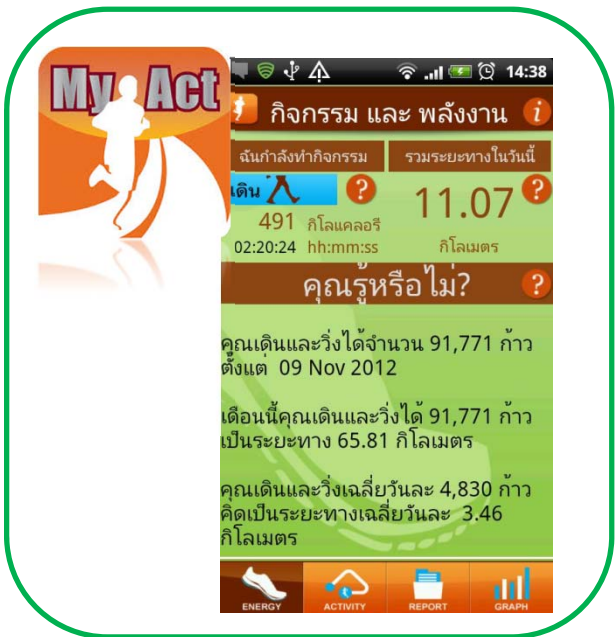 My Act
14:38
กิจกรรม และ พลังงาน i
ฉันกำลังทำกิจกรรม รวมระยะทางในวันนี้
เดิน ? 11.07 ?
491 กิโลแคลอรี
02:20:24 hh:mm:ss กิโลเมตร
คุณรู้หรือไม่? ?
คุณเดินและวิ่งได้จำนวน 91,771 ก้าว
ตั้งแต่ 09 Nov 2012
เดือนนี้คุณเดินและวิ่งได้ 91,771 ก้าว
เป็นระยะทาง 65.81 กิโลเมตร
คุณเดินและวิ่งเฉลี่ยวันละ 4,830 ก้าว
คิดเป็นระยะทางเฉลี่ยวันละ 3.46
กิโลเมตร
ENERGY ACTIVITY REPORT GRAPH